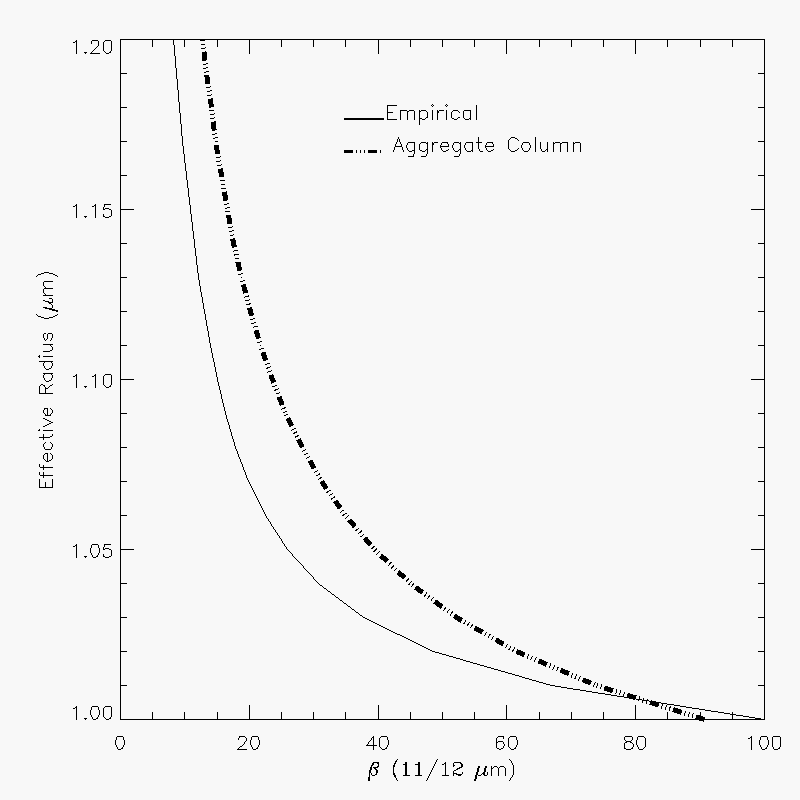 1.20
1.15
1.10
1.05
1.00
Effective Radius (μm)
Empirical
Aggregate Column
0 20 40 60 80 100
β (11/12 μm)